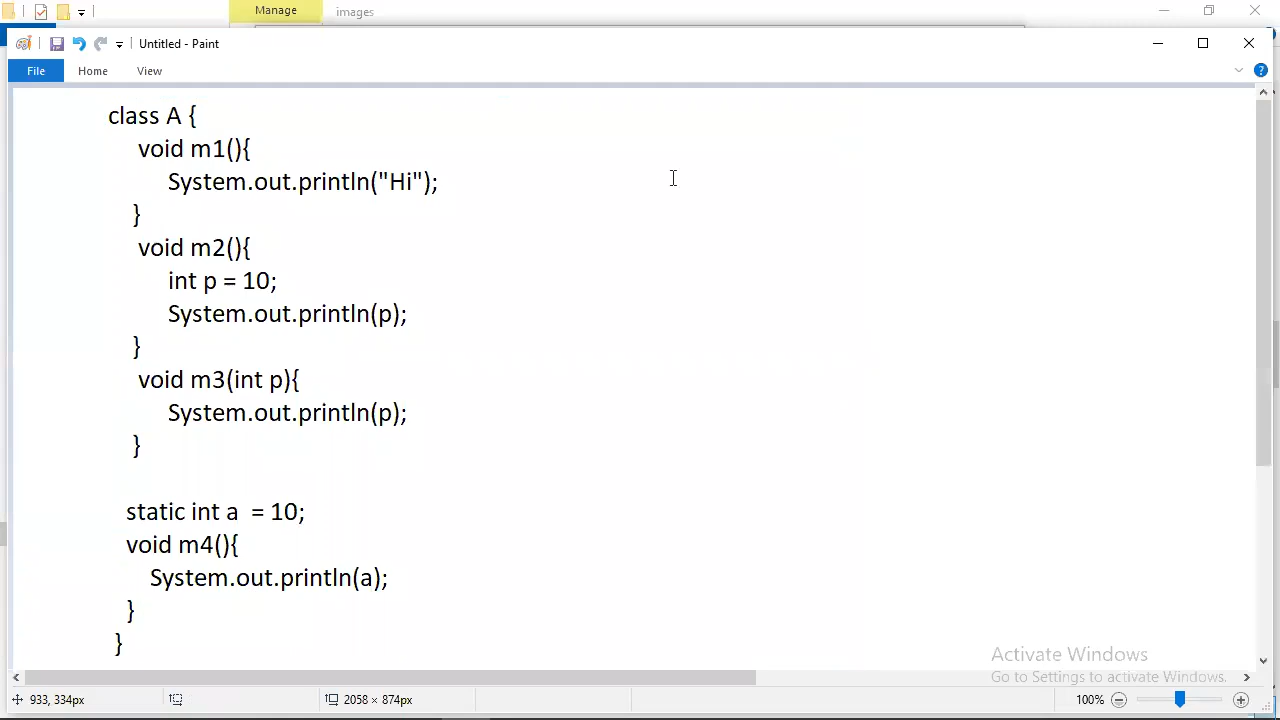 Manage
images
Untitled - Paint
File
Home
View
class A {
void m1(){
System.out.println("Hi");
}
void m2(){
int p = 10;
System.out.println(p);
}
void m3(int p){
System.out.println(p);
}
static int a  = 10;
void m4(){
System.out.println(a);
}
}
Activate Windows
Go to Settings to activate Windows.
933, 334px
2058 × 874px
100%